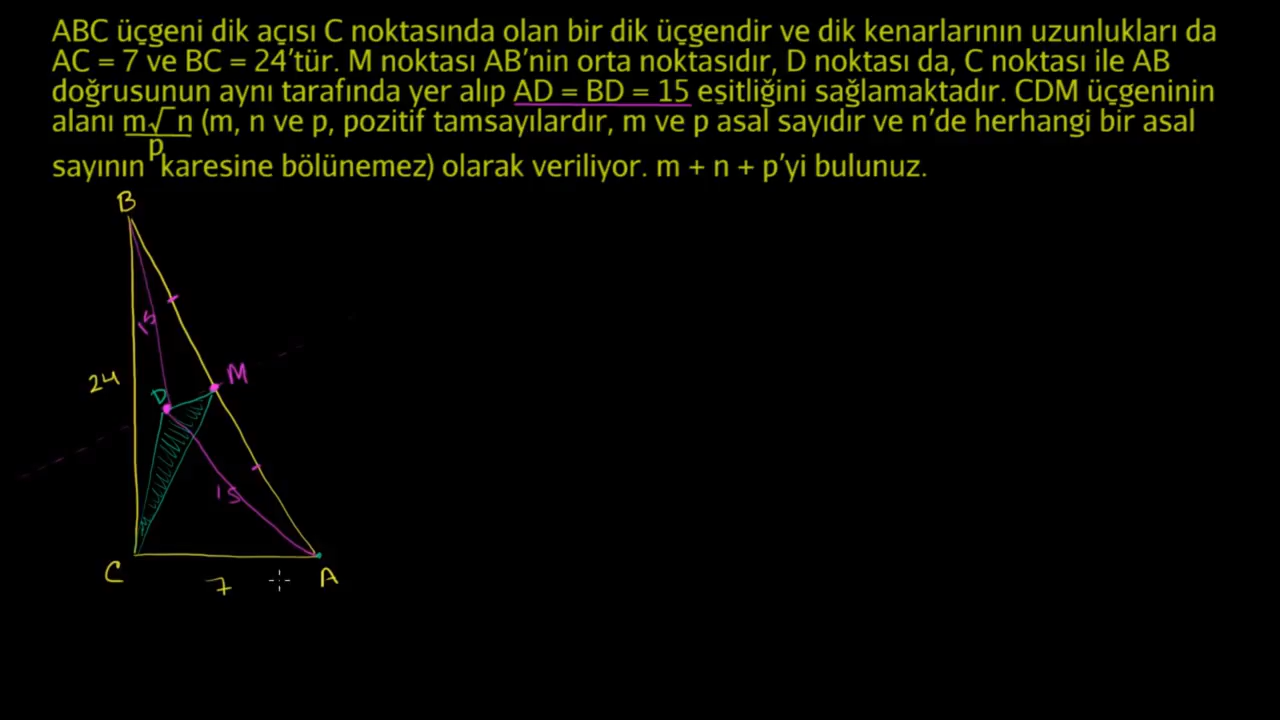 ABC üçgeni dik açısı C noktasında olan bir dik üçgendir ve dik kenarlarının uzunlukları da
AC = 7 ve BC = 24'tür. M noktası AB'nin orta noktasıdır, D noktası da, C noktası ile AB
doğrusunun aynı tarafında yer alıp AD = BD = 15 eşitliğini sağlamaktadır. CDM üçgeninin
alanı m√n (m, n ve p, pozitif tamsayılardır, m ve p asal sayıdır ve n'de herhangi bir asal
p
sayının karesine bölünemez) olarak veriliyor. m + n + p'yi bulunuz.
B
15
M
24
D
15
C
7
A